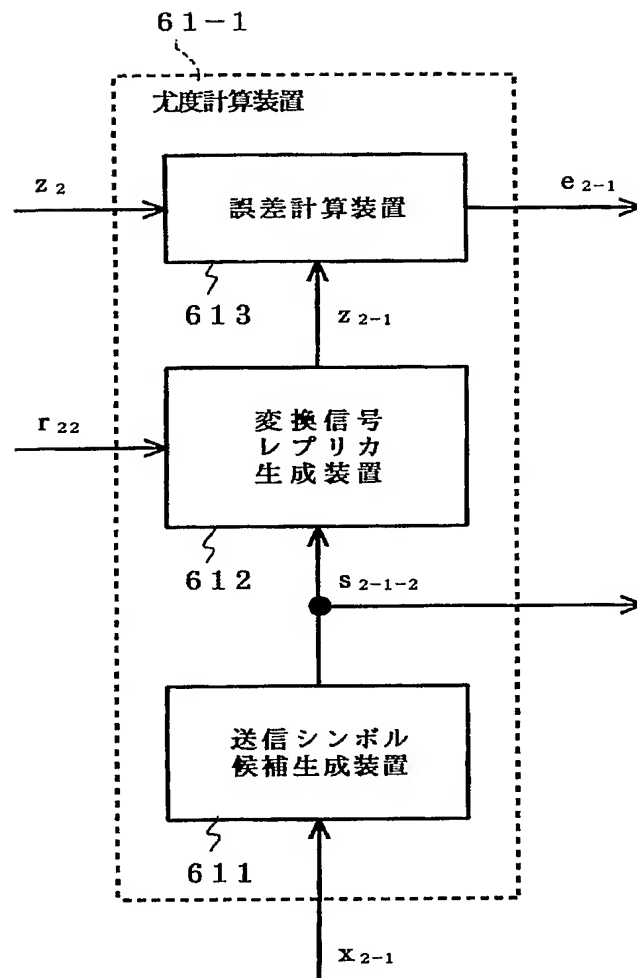 61-1
尤度計算装置
z2
誤差計算装置
e2-1
613
z2-1
r22
変換信号
レプリカ
生成装置
612
s2-1-2
送信シンボル
候補生成装置
611
x2-1